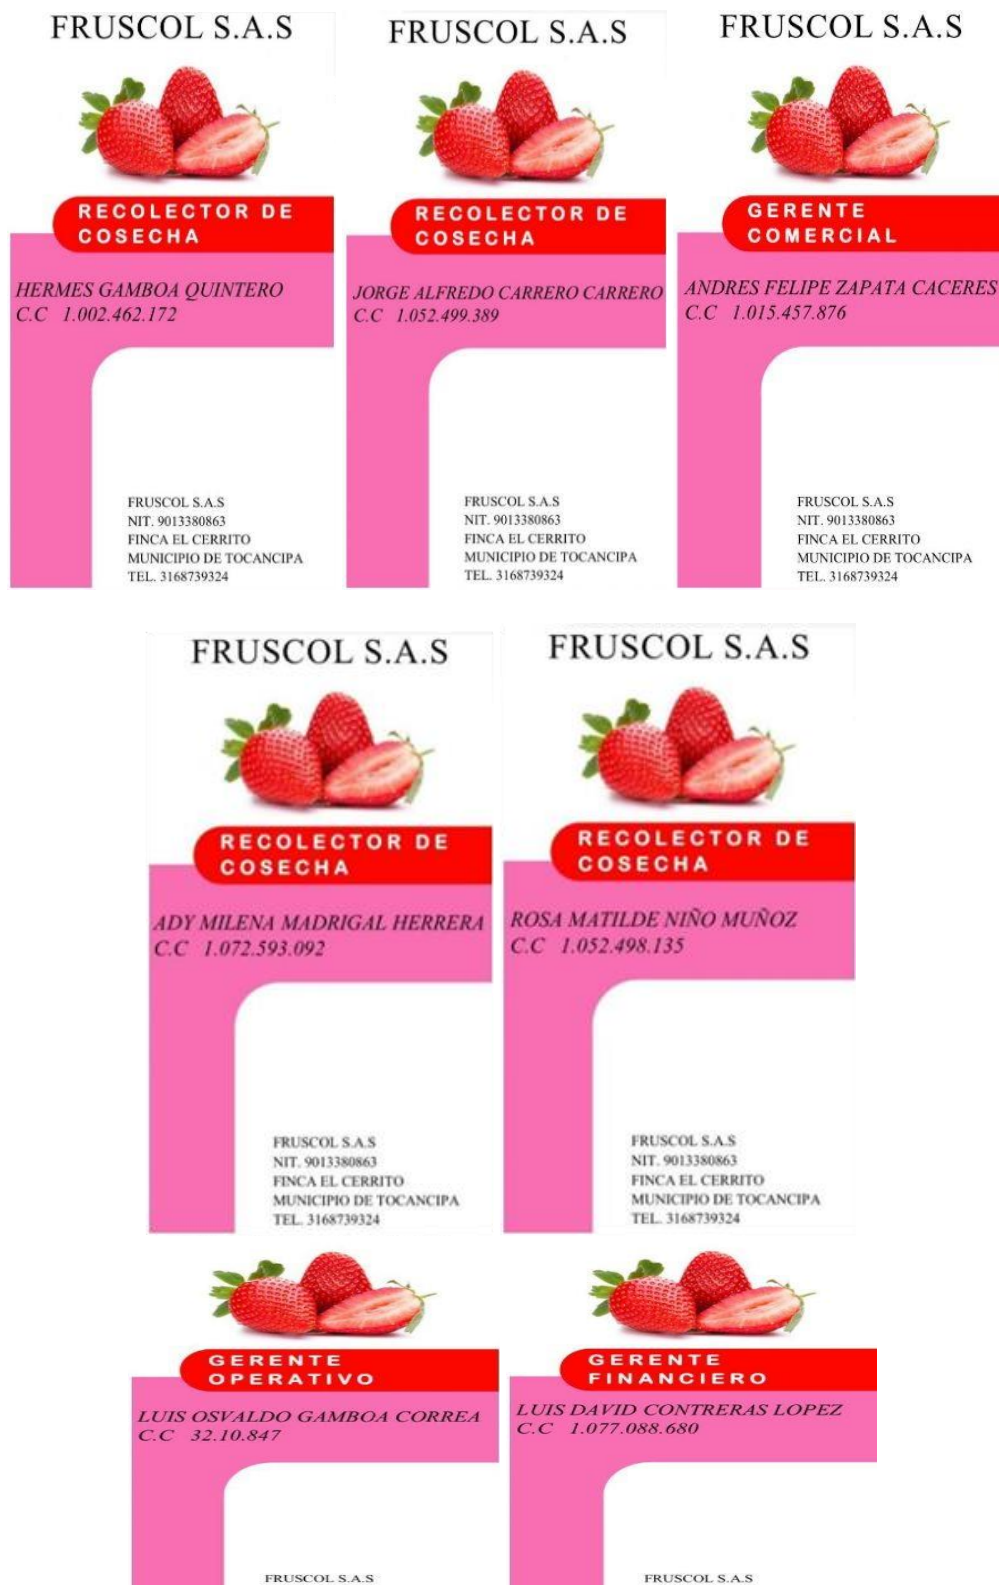 FRUSCOL S.A.S
RECOLECTOR DE
COSECHA
HERMES GAMBOA QUINTERO
C.C 1.002.462.172
FRUSCOL S.A.S
NIT. 9013380863
FINCA EL CERRITO
MUNICIPIO DE TOCANCIPA
TEL. 3168739324
FRUSCOL S.A.S
RECOLECTOR DE
COSECHA
JORGE ALFREDO CARRERO CARRERO
C.C 1.052.499.389
FRUSCOL S.A.S
NIT. 9013380863
FINCA EL CERRITO
MUNICIPIO DE TOCANCIPA
TEL. 3168739324
FRUSCOL S.A.S
GERENTE
COMERCIAL
ANDRES FELIPE ZAPATA CACERES
C.C 1.015.457.876
FRUSCOL S.A.S
NIT. 9013380863
FINCA EL CERRITO
MUNICIPIO DE TOCANCIPA
TEL. 3168739324
FRUSCOL S.A.S
RECOLECTOR DE
COSECHA
ADY MILENA MADRIGAL HERRERA
C.C 1.072.593.092
FRUSCOL S.A.S
NIT. 9013380863
FINCA EL CERRITO
MUNICIPIO DE TOCANCIPA
TEL. 3168739324
FRUSCOL S.A.S
RECOLECTOR DE
COSECHA
ROSA MATILDE NIÑO MUÑOZ
C.C 1.052.498.135
FRUSCOL S.A.S
NIT. 9013380863
FINCA EL CERRITO
MUNICIPIO DE TOCANCIPA
TEL. 3168739324
GERENTE
OPERATIVO
LUIS OSVALDO GAMBOA CORREA
C.C 32.10.847
FRUSCOL S.A.S
GERENTE
FINANCIERO
LUIS DAVID CONTRERAS LOPEZ
C.C 1.077.088.680
FRUSCOL S.A.S